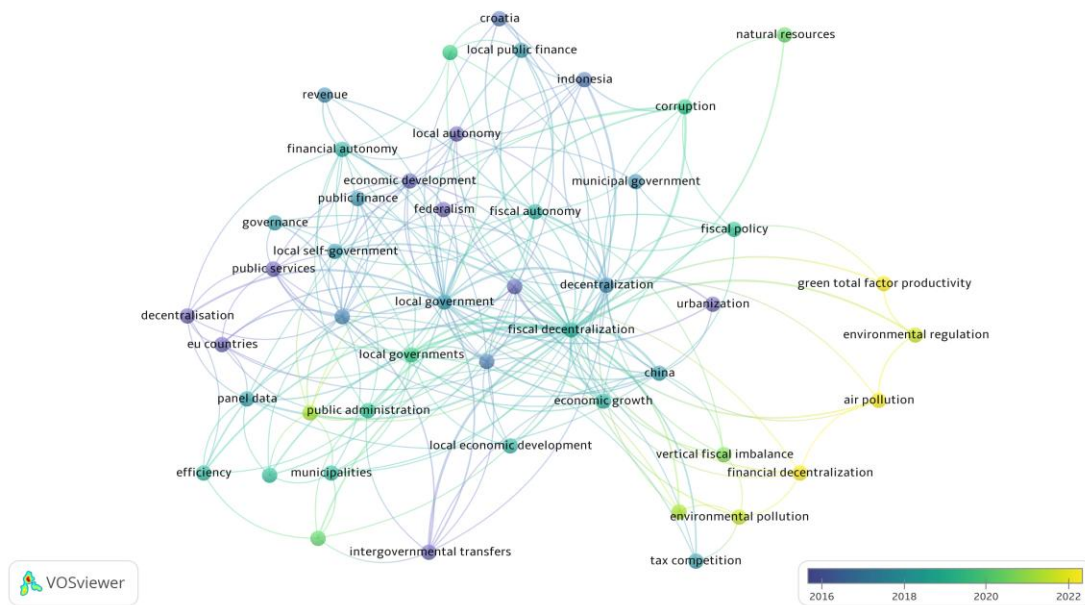 croatia
natural resources
local public finance
indonesia
revenue
corruption
local autonomy
financial autonomy
economic development
municipal government
public finance
federalism
fiscal autonomy
governance
fiscal policy
local self-government
public services
green total factor productivity
decentralization
local government
urbanization
decentralisation
fiscal decentralization
environmental regulation
eu countries
local governments
china
panel data
economic growth
air pollution
public administration
local economic development
vertical fiscal imbalance
efficiency
municipalities
financial decentralization
environmental pollution
intergovernmental transfers
tax competition
VOSviewer
2016 2018 2020 2022